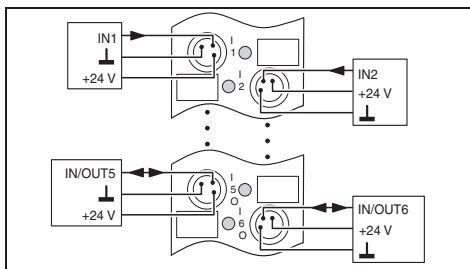 IN1
+24 V
I
1
I
2
IN2
+24 V
IN/OUT5
+24 V
I
5
O
I
6
O
IN/OUT6
+24 V